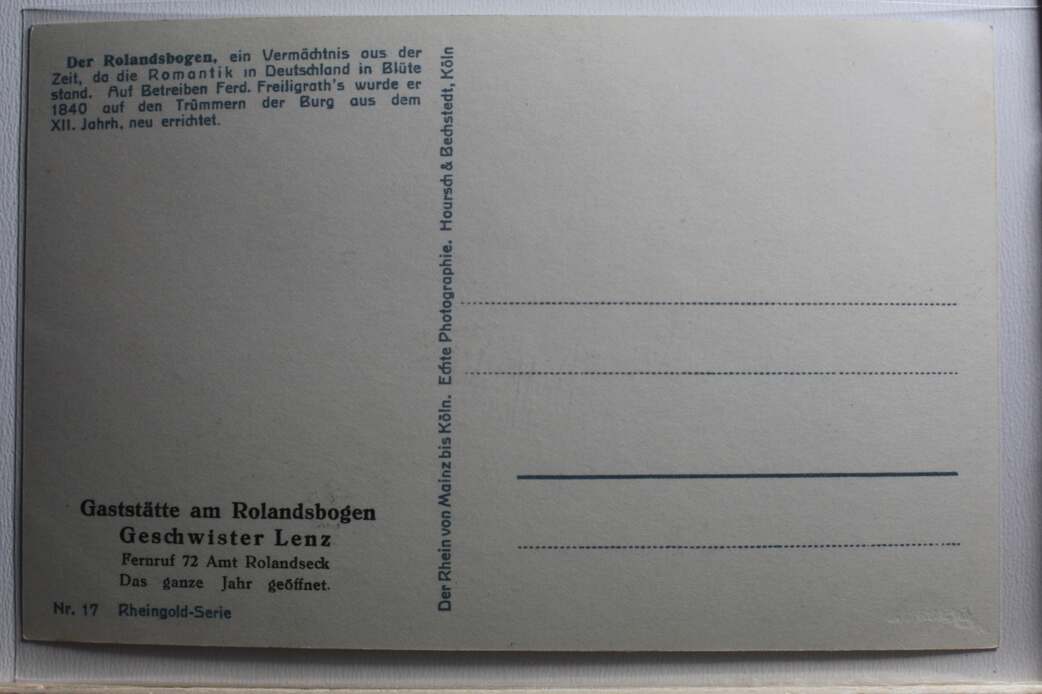 Der Rolandsbogen, ein Vermächtnis aus der
Zeit, da die Romantik in Deutschland in Blüte
stand. Auf Betreiben Ferd. Freiligrath's wurde er
1840 auf den Trümmern der Burg aus dem
XII. Jahrh. neu errichtet.
Gaststätte am Rolandsbogen
Geschwister Lenz
Fernruf 72 Amt Rolandseck
Das ganze Jahr geöffnet.
Nr. 17 Rheingold-Serie
Der Rhein von Mainz bis Köln. Echte Photographie. Hoursch & Bechstedt, Köln